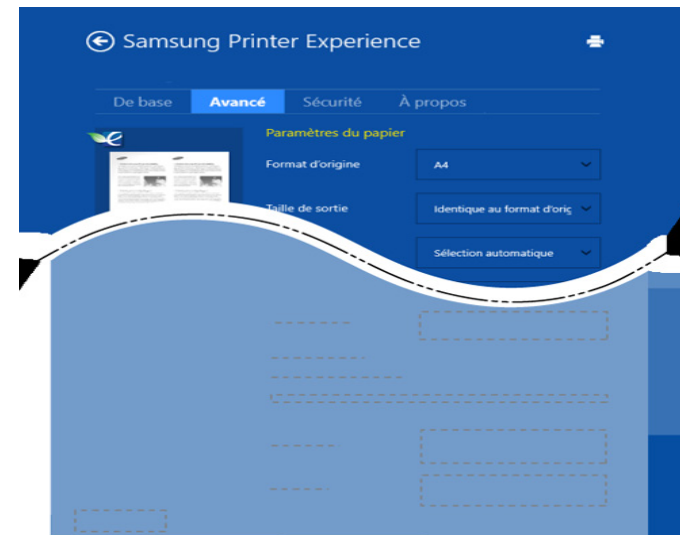 Samsung Printer Experience
De base Avancé Sécurité À propos
Paramètres du papier
Format d'origine A4
Taille de sortie Identique au format d'orig
Sélection automatique